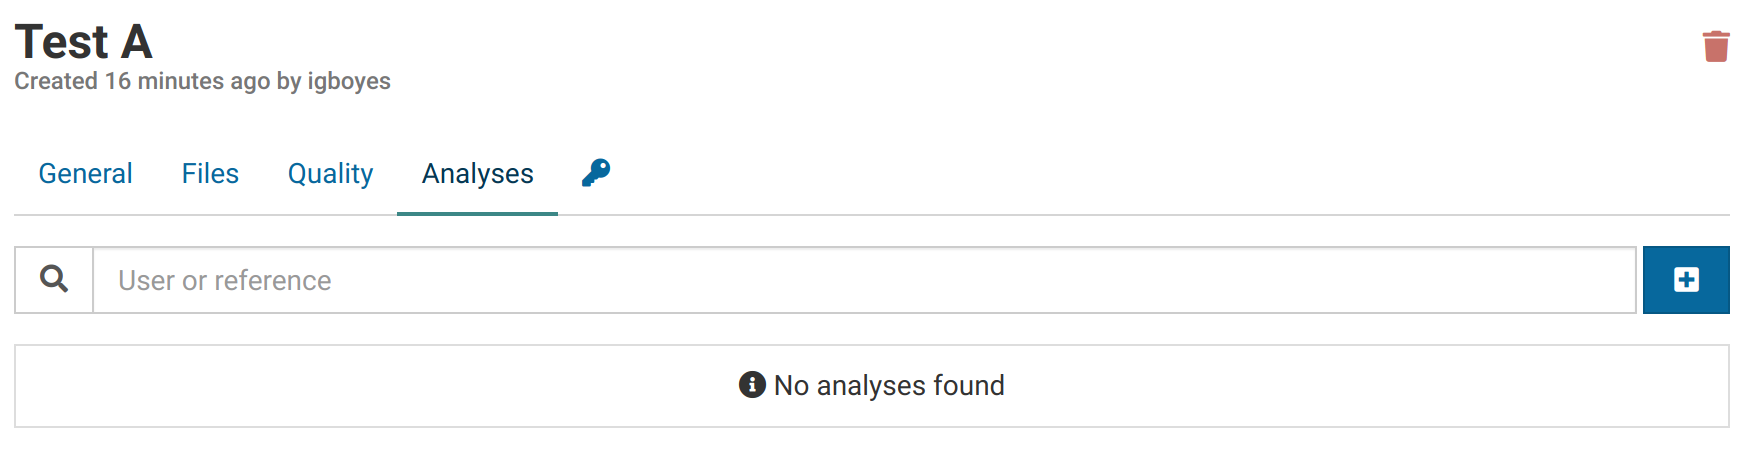 Test A
Created 16 minutes ago by igboyes
General Files Quality Analyses
User or reference
No analyses found